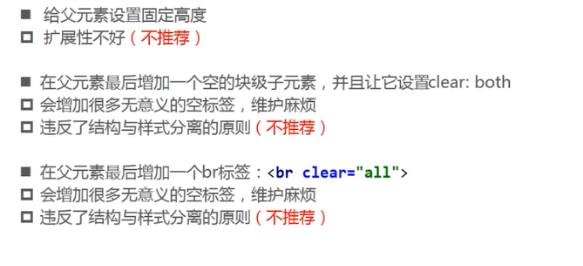 ■ 给父元素设置固定高度
□ 扩展性不好（不推荐）
■ 在父元素最后增加一个空的块级子元素，并且让它设置clear: both
□ 会增加很多无意义的空标签，维护麻烦
□ 违反了结构与样式分离的原则（不推荐）
■ 在父元素最后增加一个br标签：<br clear="all">
□ 会增加很多无意义的空标签，维护麻烦
□ 违反了结构与样式分离的原则（不推荐）